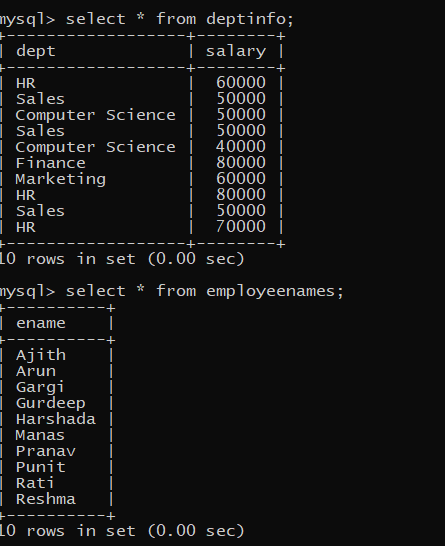 mysql> select * from deptinfo;
+------------------+--------+
| dept             | salary |
+------------------+--------+
| HR               |  60000 |
| Sales            |  50000 |
| Computer Science |  50000 |
| Sales            |  50000 |
| Computer Science |  40000 |
| Finance          |  80000 |
| Marketing        |  60000 |
| HR               |  80000 |
| Sales            |  50000 |
| HR               |  70000 |
+------------------+--------+
10 rows in set (0.00 sec)

mysql> select * from employeenames;
+----------+
| ename    |
+----------+
| Ajith    |
| Arun     |
| Gargi    |
| Gurdeep  |
| Harshada |
| Manas    |
| Pranav   |
| Punit    |
| Rati     |
| Reshma   |
+----------+
10 rows in set (0.00 sec)